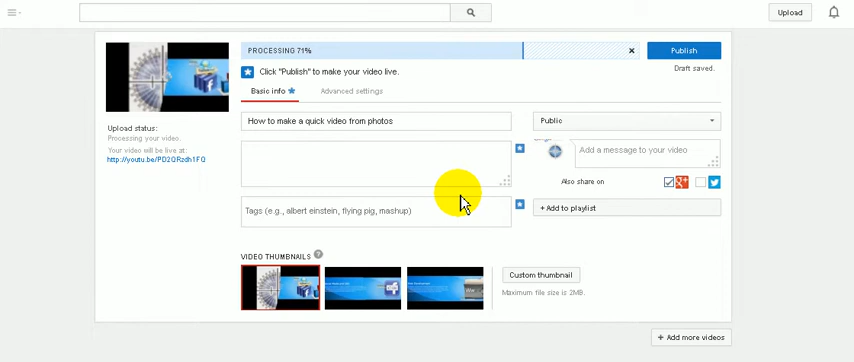 Upload
PROCESSING 71%
Publish
Click "Publish" to make your video live.
Draft saved.
Basic info
Advanced settings
How to make a quick video from photos
Public
Upload status:
Processing your video.
Your video will be live at:
http://youtu.be/PD2QRzdh1FQ
Add a message to your video
Also share on
Tags (e.g., albert einstein, flying pig, mashup)
+ Add to playlist
VIDEO THUMBNAILS
Custom thumbnail
Maximum file size is 2MB.
+ Add more videos